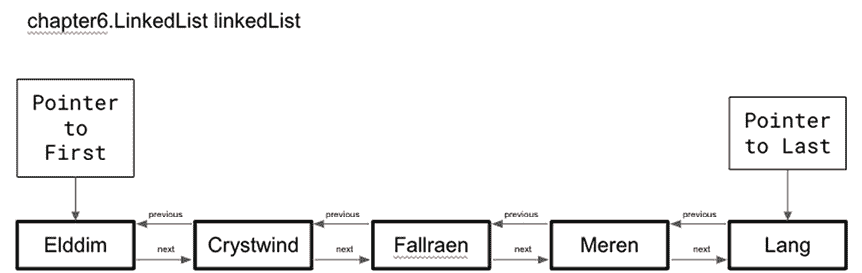 chapter6.LinkedList linkedList
Pointer
to
First
Pointer
to Last
previous
previous
previous
previous
Elddim
Crystwind
Fallraen
Meren
Lang
next
next
next
next